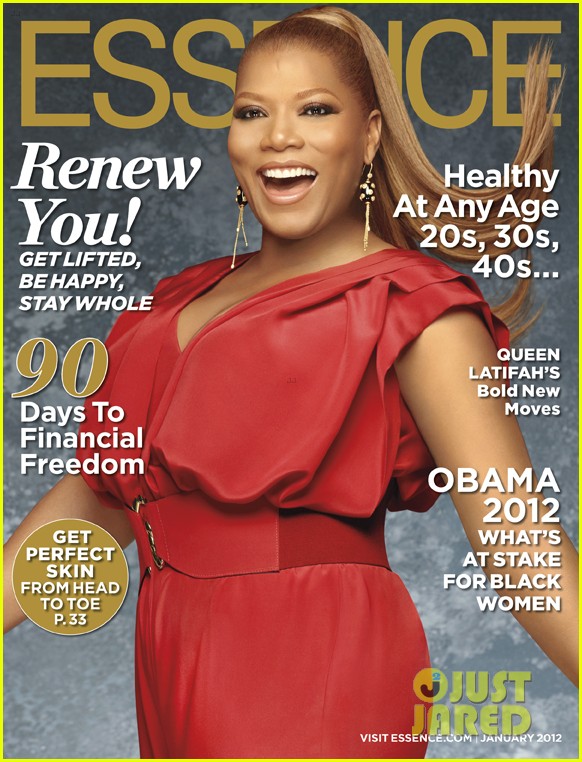 ESSENCE
Renew
You!
GET LIFTED,
BE HAPPY,
STAY WHOLE
90
Days To
Financial
Freedom
GET
PERFECT
SKIN
FROM HEAD
TO TOE
P. 33
Healthy
At Any Age
20s, 30s,
40s...
QUEEN
LATIFAH'S
Bold New
Moves
OBAMA
2012
WHAT'S
AT STAKE
FOR BLACK
WOMEN
JUST
JARED
VISIT ESSENCE.COM | JANUARY 2012